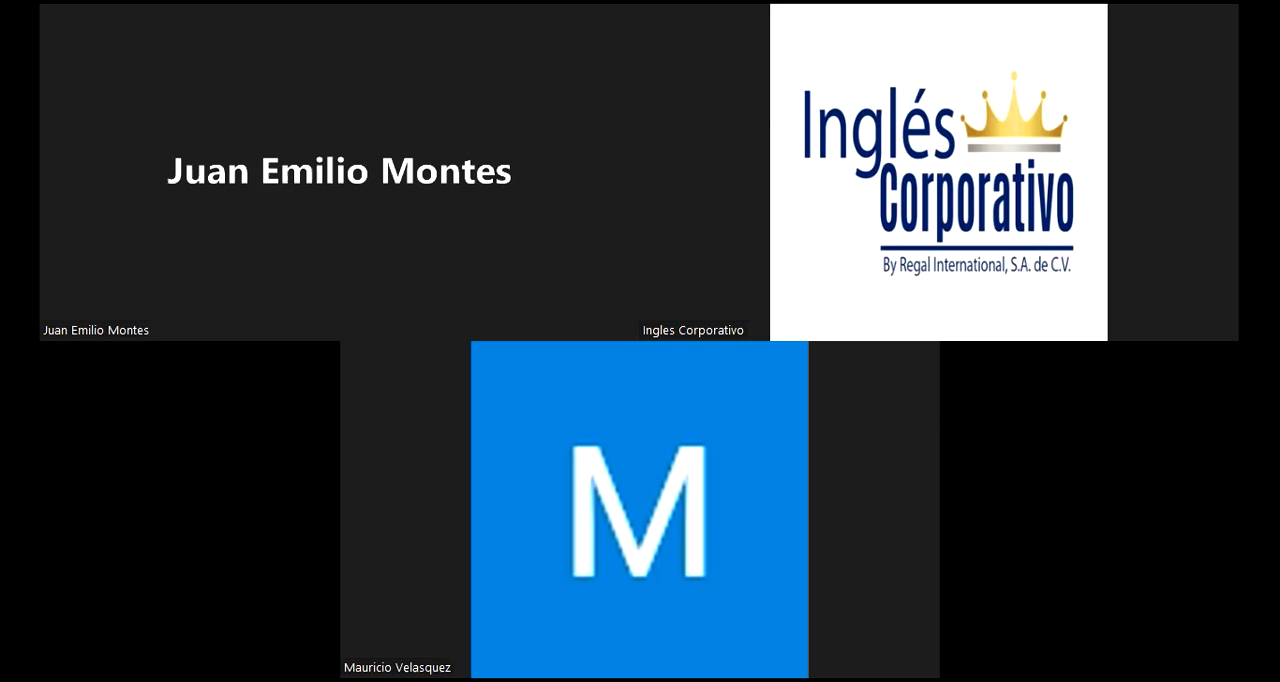 Juan Emilio Montes
Inglés
Corporativo
By Regal International, S.A. de C.V.
Juan Emilio Montes
Ingles Corporativo
M
Mauricio Velasquez